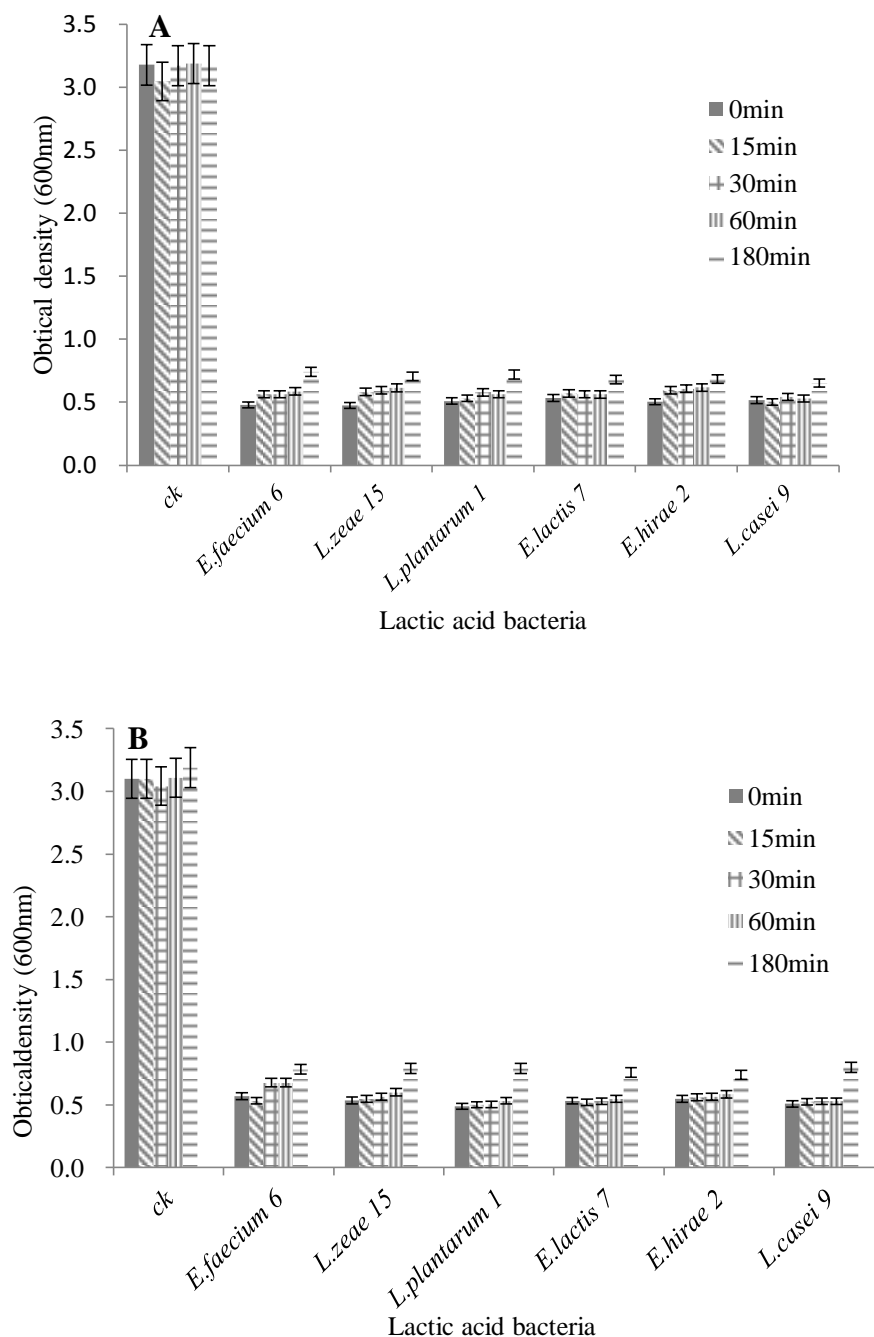 A
3.5
3.0
2.5
2.0
1.5
1.0
0.5
0.0
Obtical density (600nm)
0min
15min
30min
60min
180min
ck
E.faecium 6
L.zeae 15
L.plantarum 1
E.lactis 7
E.hirae 2
L.casei 9
Lactic acid bacteria
B
3.5
3.0
2.5
2.0
1.5
1.0
0.5
0.0
Obticaldensity (600nm)
0min
15min
30min
60min
180min
ck
E.faecium 6
L.zeae 15
L.plantarum 1
E.lactis 7
E.hirae 2
L.casei 9
Lactic acid bacteria